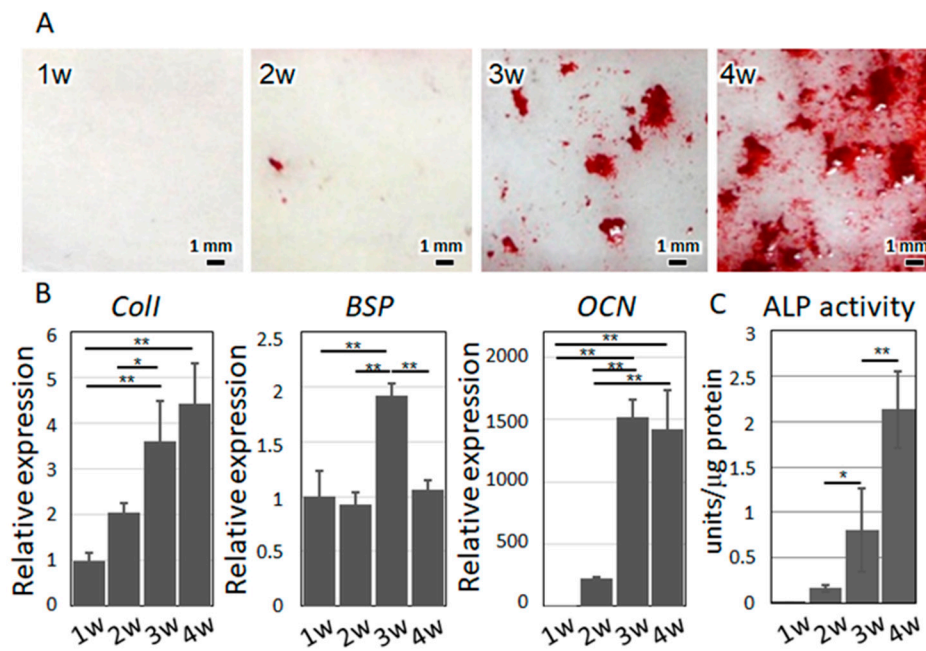 A
1w
2w
3w
4w
1 mm
1 mm
1 mm
1 mm
B
ColI
BSP
OCN
C
ALP activity
Relative expression
6
5
4
3
2
1
0
**
*
**
1w
2w
3w
4w
Relative expression
2.5
2
1.5
1
0.5
0
**
**
**
1w
2w
3w
4w
Relative expression
2000
1500
1000
500
0
**
**
**
**
1w
2w
3w
4w
units/µg protein
3
2.5
2
1.5
1
0.5
0
**
*
1w
2w
3w
4w